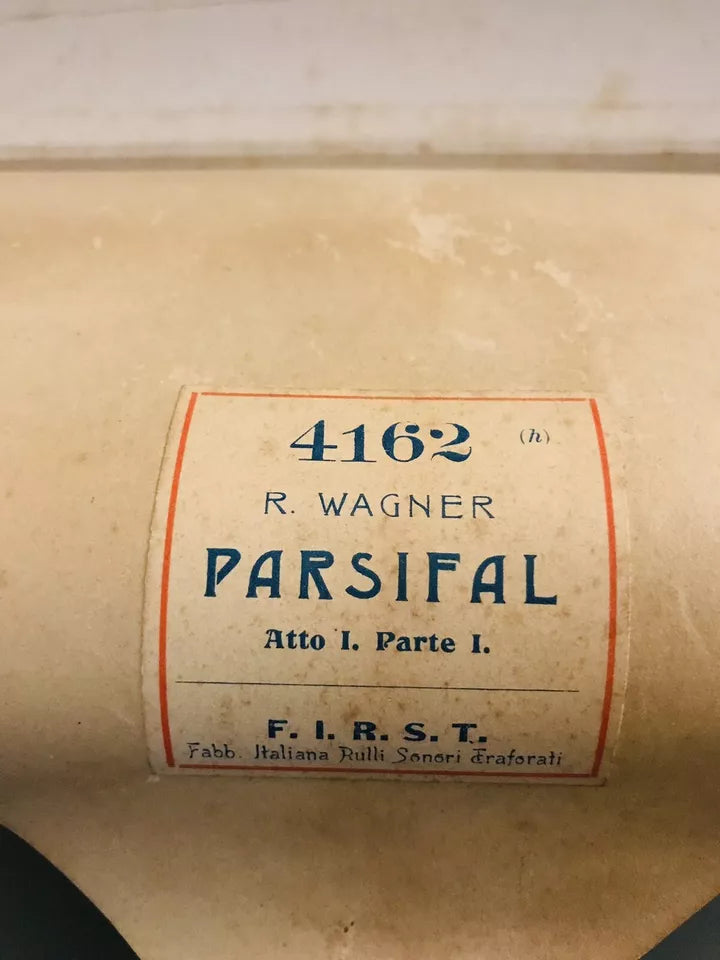 4162 (h)
R. WAGNER
PARSIFAL
Atto I. Parte I.
F. I. R. S. T.
Fabb. Italiana Rulli Sonori Traforati